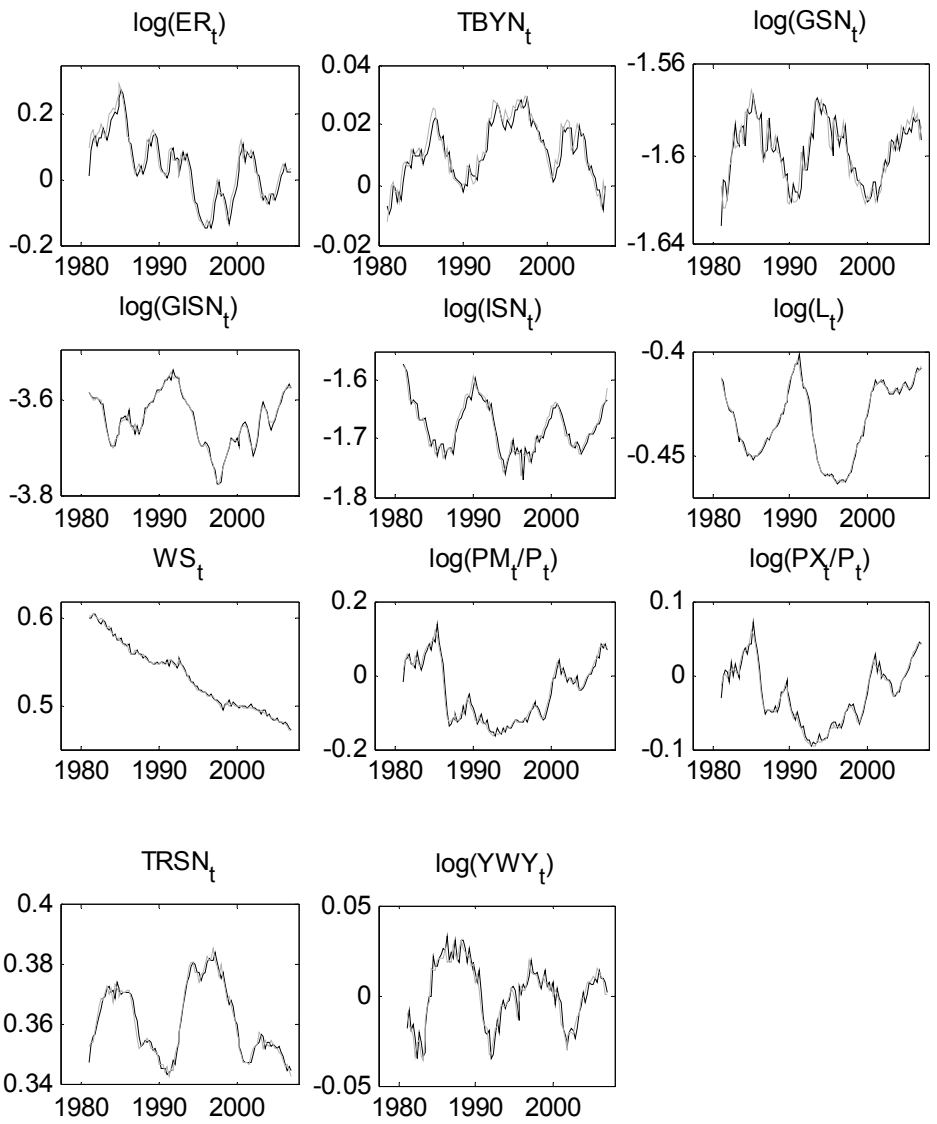 log(ER_t) TBYN_t log(GSN_t)
0.2 0 -0.2 1980 1990 2000
0.04 0.02 0 -0.02 1980 1990 2000
-1.56 -1.6 -1.64 1980 1990 2000
log(GISN_t) log(ISN_t) log(L_t)
-3.6 -3.8 1980 1990 2000
-1.6 -1.7 -1.8 1980 1990 2000
-0.4 -0.45 1980 1990 2000
WS_t log(PM_t/P_t) log(PX_t/P_t)
0.6 0.5 1980 1990 2000
0.2 0 -0.2 1980 1990 2000
0.1 0 -0.1 1980 1990 2000
TRSN_t log(YWY_t)
0.4 0.38 0.36 0.34 1980 1990 2000
0.05 0 -0.05 1980 1990 2000